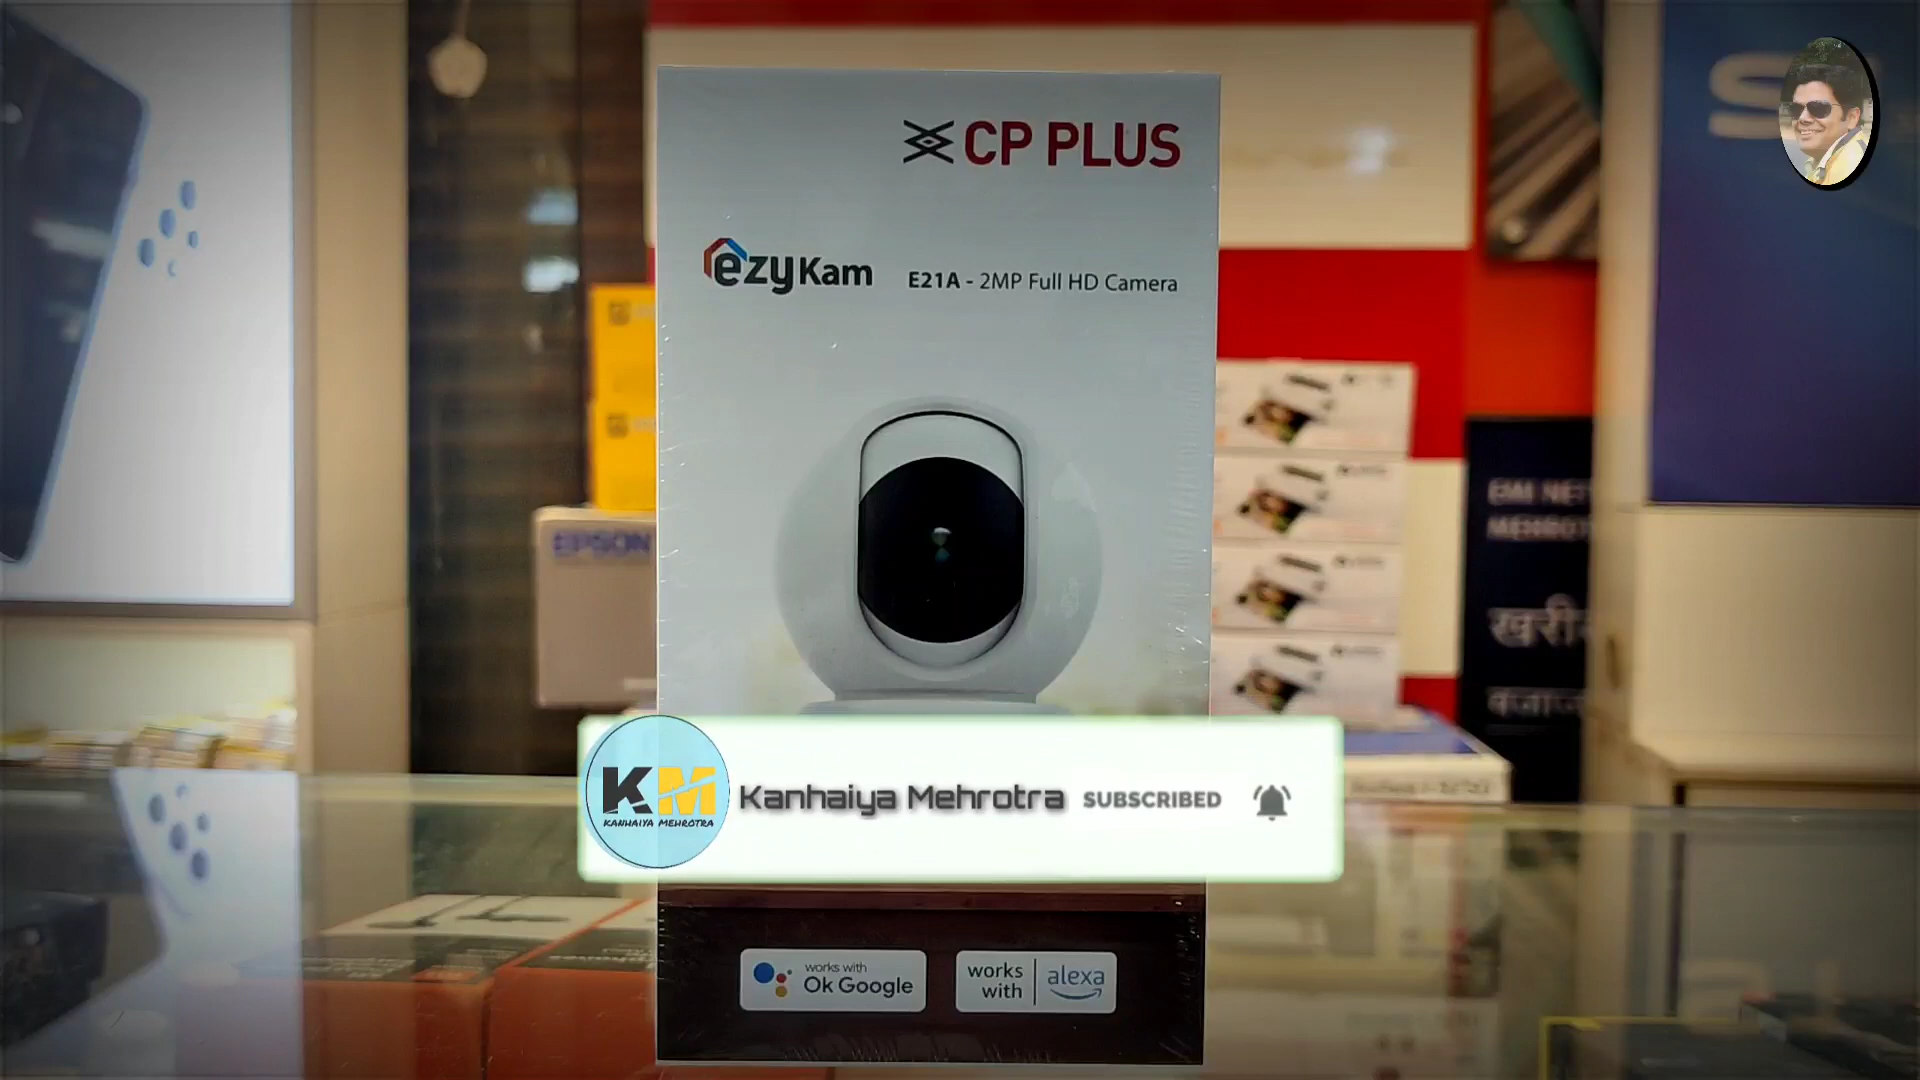 CP PLUS
ezyKam E21A - 2MP Full HD Camera
EPSON
KM
KANHAIYA MEHROTRA
Kanhaiya Mehrotra SUBSCRIBED
works with
Ok Google
works with
alexa